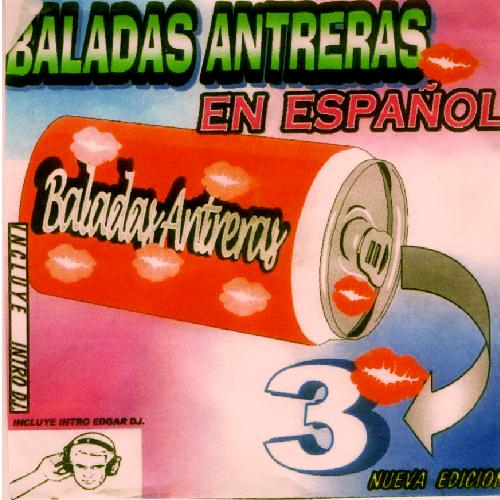 BALADAS ANTRERAS
EN ESPAÑOL
Baladas Antreras
INCLUYE INTRO DJ
3
INCLUYE INTRO EDGAR DJ.
NUEVA EDICION